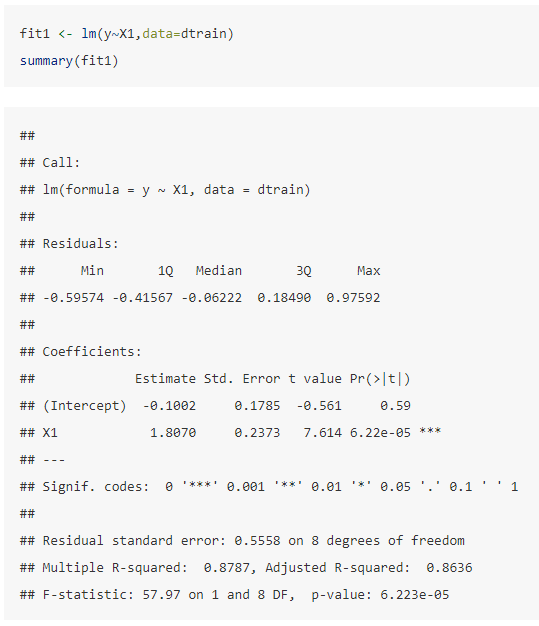 fit1 <- lm(y~X1,data=dtrain)
summary(fit1)
##
## Call:
## lm(formula = y ~ X1, data = dtrain)
##
## Residuals:
##      Min       1Q   Median       3Q      Max
## -0.59574 -0.41567 -0.06222  0.18490  0.97592
##
## Coefficients:
##             Estimate Std. Error t value Pr(>|t|)
## (Intercept)  -0.1002     0.1785  -0.561     0.59
## X1            1.8070     0.2373   7.614 6.22e-05 ***
## ---
## Signif. codes:  0 '***' 0.001 '**' 0.01 '*' 0.05 '.' 0.1 ' ' 1
##
## Residual standard error: 0.5558 on 8 degrees of freedom
## Multiple R-squared:  0.8787, Adjusted R-squared:  0.8636
## F-statistic: 57.97 on 1 and 8 DF,  p-value: 6.223e-05